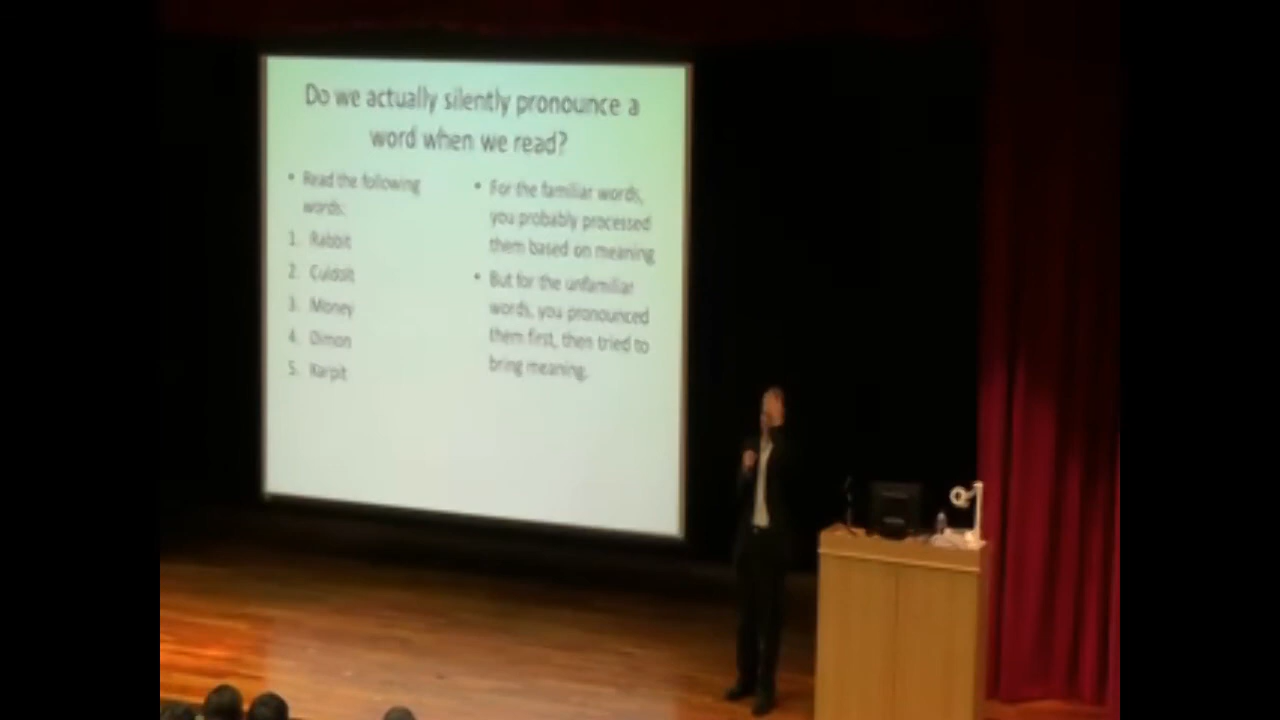 Do we actually silently pronounce a
word when we read?
• Read the following
words:
1. Rabbit
2. Culdolt
3. Money
4. Dimon
5. Karpit
• For the familiar words,
you probably processed
them based on meaning
• But for the unfamiliar
words, you pronounced
them first, then tried to
bring meaning.